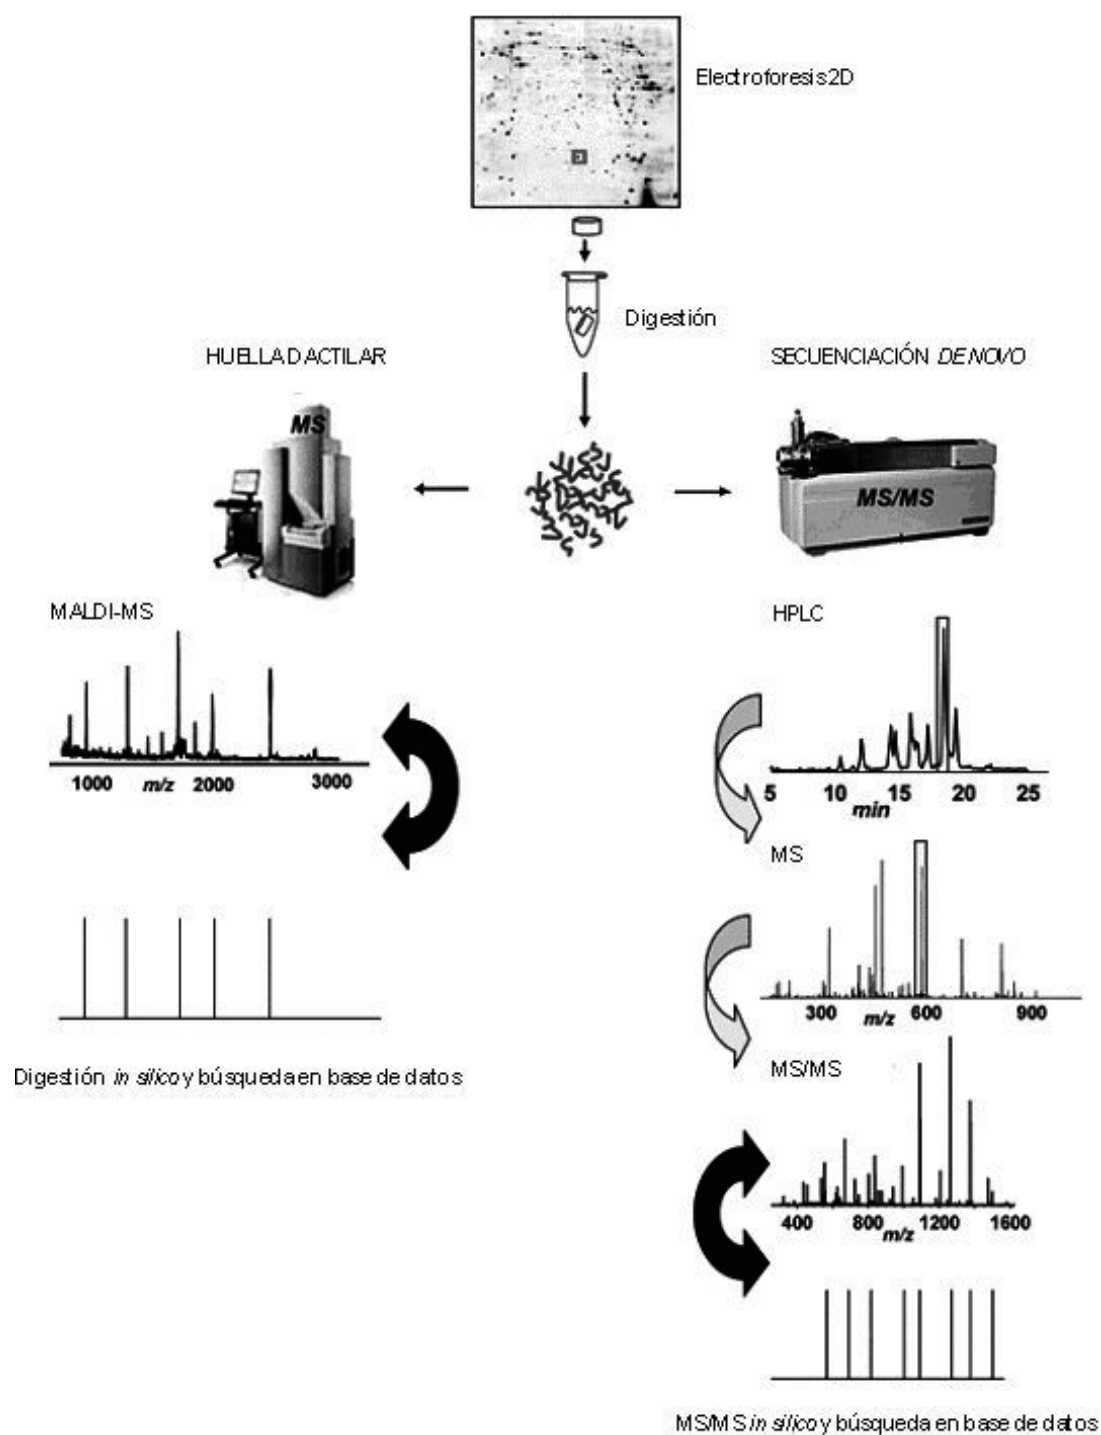 Electroforesis2D
Digestión
HUELLA DACTILAR
SECUENCIACIÓN DE NOVO
MS
MS/MS
MALDI-MS
1000 m/z 2000 3000
Digestión in silico y búsqueda en base de datos
HPLC
5 10 15 20 25
min
MS
300 m/z 600 900
MS/MS
400 800 m/z 1200 1600
MS/MS in silico y búsqueda en base de datos